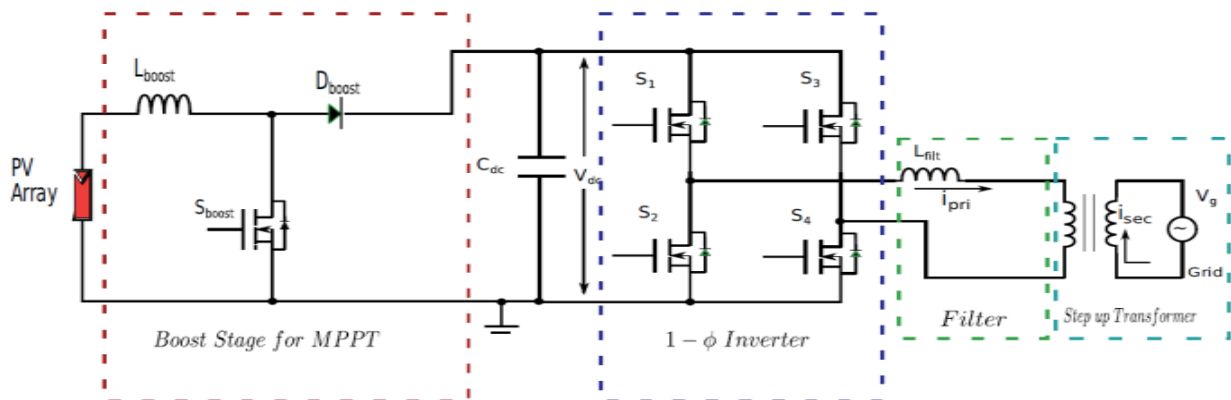 L_boost
D_boost
PV
Array
S_boost
C_dc
V_dc
S_1
S_3
S_2
S_4
L_filt
i_pri
i_sec
V_g
~
Grid
Boost Stage for MPPT
1 − ϕ Inverter
Filter
Step up Transformer